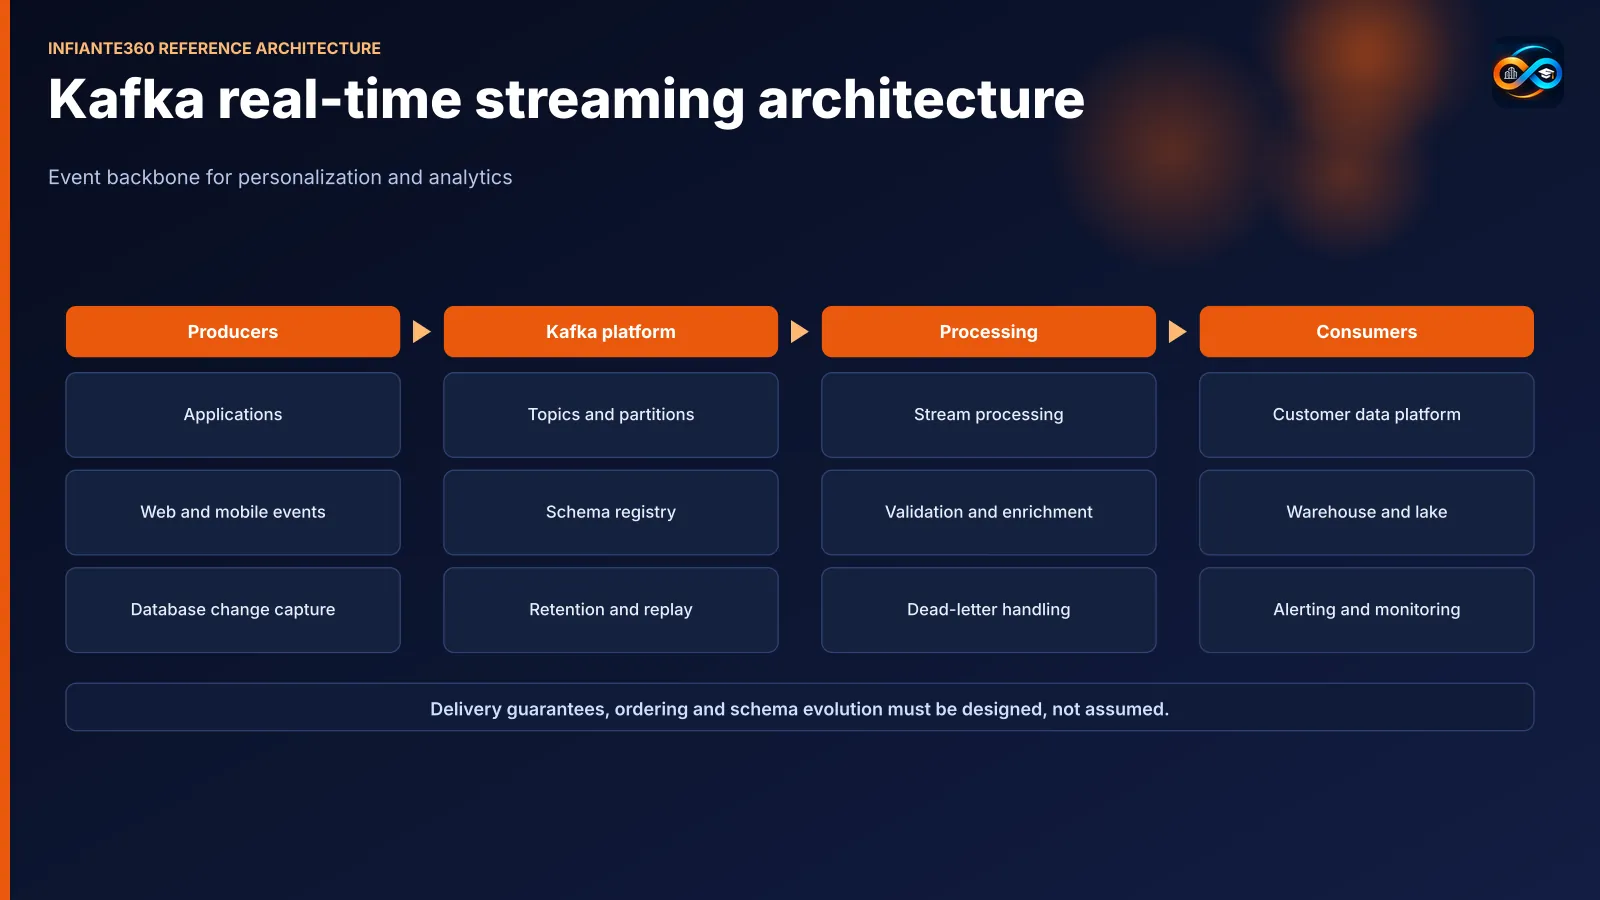 INFIANTE360 REFERENCE ARCHITECTURE
Kafka real-time streaming architecture
Event backbone for personalization and analytics
Producers
Kafka platform
Processing
Consumers
Applications
Topics and partitions
Stream processing
Customer data platform
Web and mobile events
Schema registry
Validation and enrichment
Warehouse and lake
Database change capture
Retention and replay
Dead-letter handling
Alerting and monitoring
Delivery guarantees, ordering and schema evolution must be designed, not assumed.